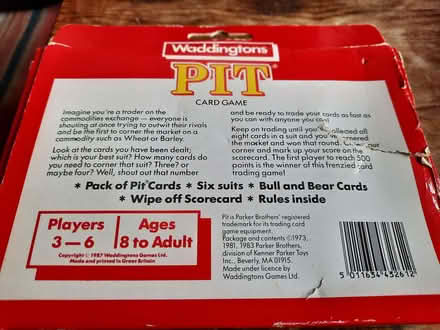 Waddingtons
PIT
CARD GAME
Imagine you're a trader on the
commodities exchange — everyone is
shouting at once trying to outwit their rivals
and be the first to corner the market on a
commodity such as Wheat or Barley.
Look at the cards you have been dealt;
which is your best suit? How many cards do
you need to corner that suit? Three? or
maybe four? Well, shout out that number
and be ready to trade your cards as fast as
you can with anyone you can!
Keep on trading until you've collected all
eight cards in a suit and you've cornered
the market and won that round. your
corner and mark up your score on the
scorecard. The first player to reach 500
points is the winner of this frenzied card
trading game!
★ Pack of Pit® Cards ★ Six suits ★ Bull and Bear Cards
★ Wipe off Scorecard ★ Rules inside
Players
3—6
Ages
8 to Adult
Copyright © 1987 Waddingtons Games Ltd.
Made and printed in Great Britain
Pit is Parker Brothers' registered
trademark for its trading card
game equipment.
Package and contents ©1973,
1981, 1983 Parker Brothers,
division of Kenner Parker Toys
Inc., Beverly, MA 01915.
Made under licence by
Waddingtons Games Ltd.
5 011634 432612